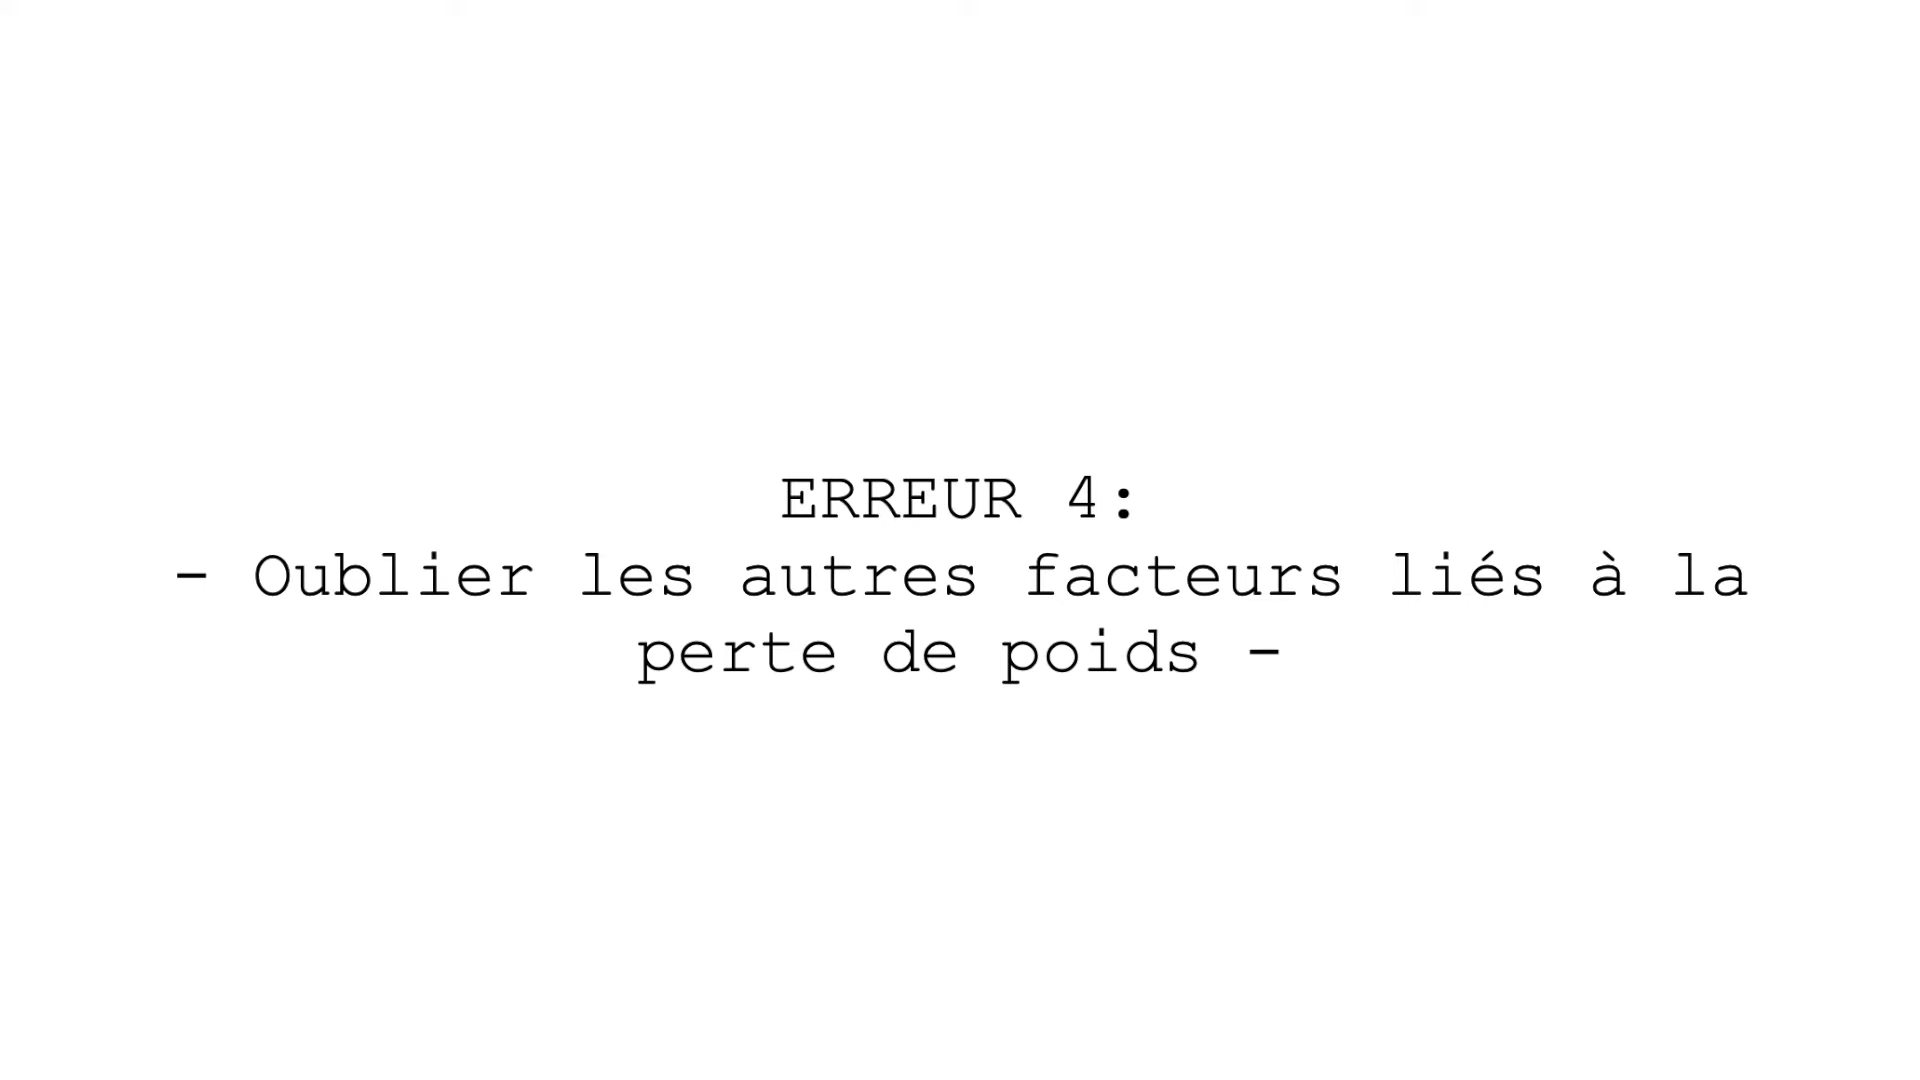 ERREUR 4:
- Oublier les autres facteurs liés à la
perte de poids -